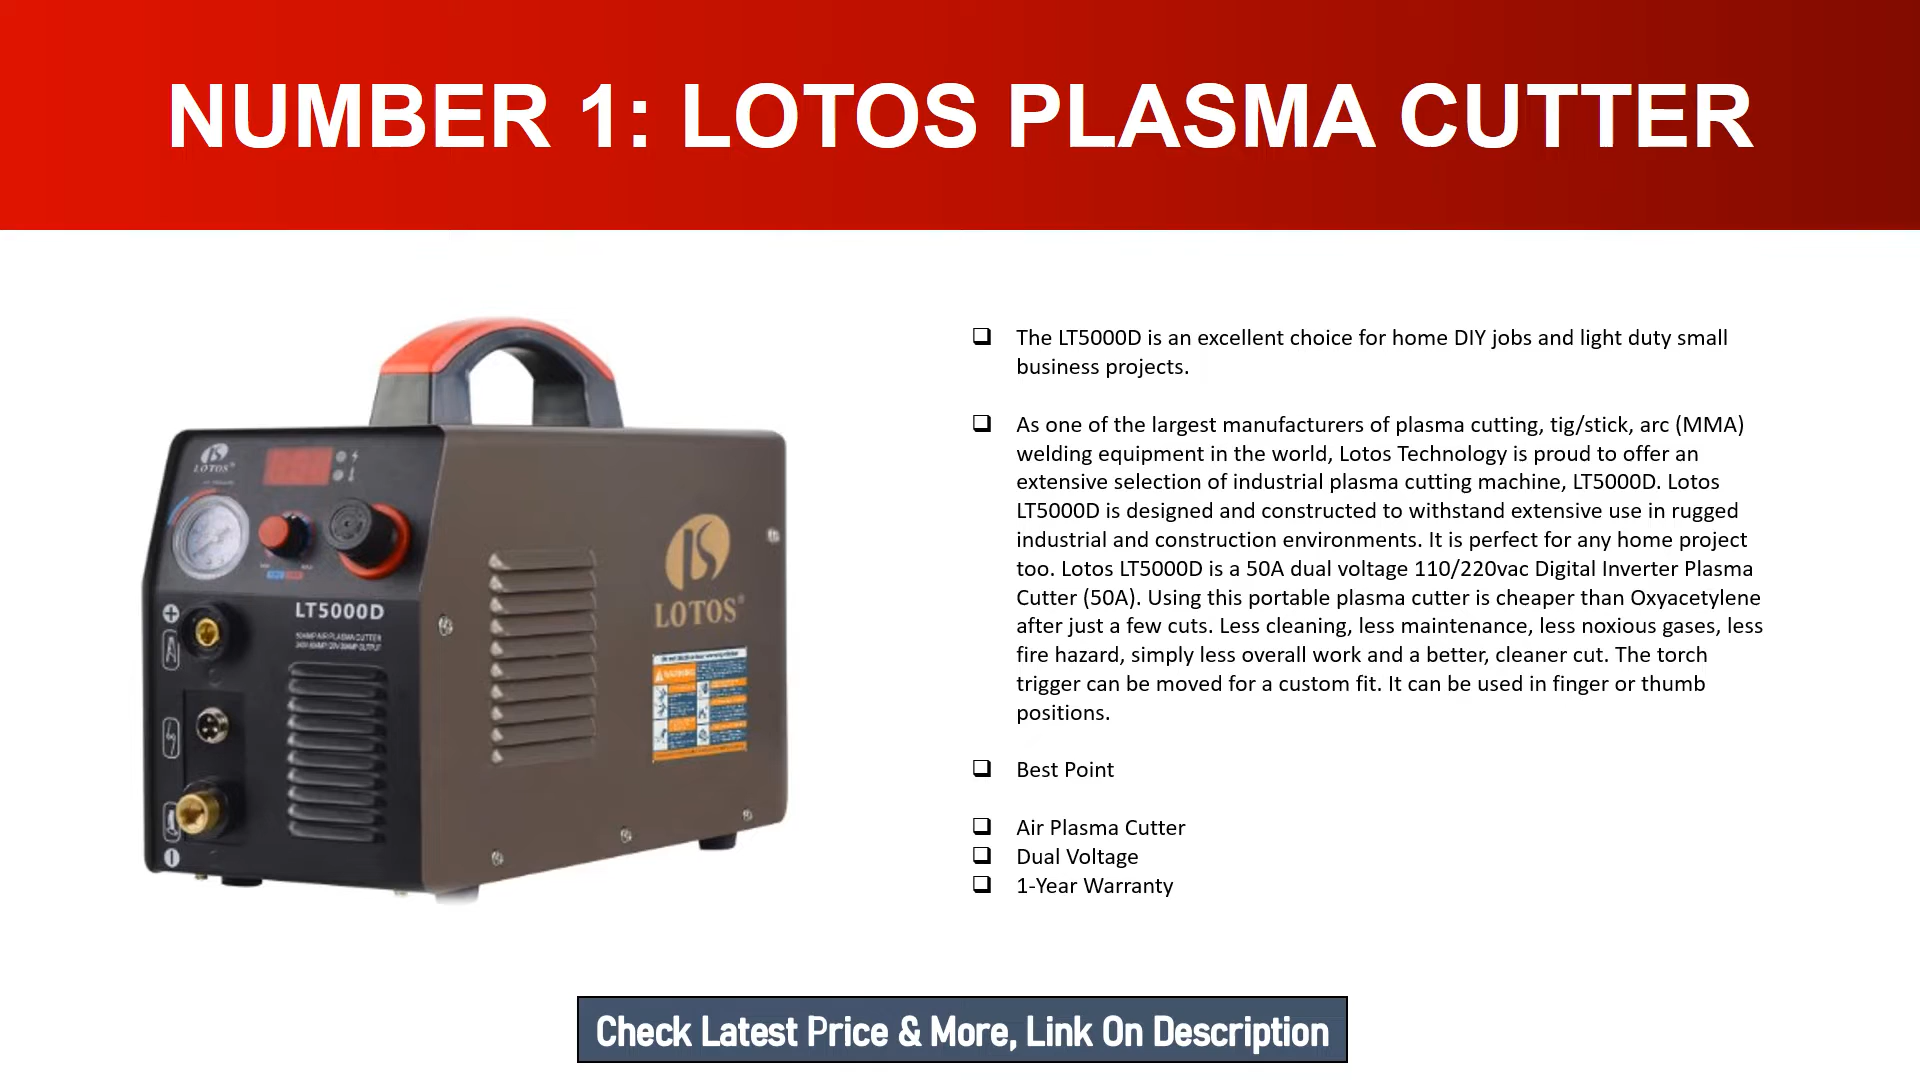 NUMBER 1: LOTOS PLASMA CUTTER
The LT5000D is an excellent choice for home DIY jobs and light duty small
business projects.
As one of the largest manufacturers of plasma cutting, tig/stick, arc (MMA)
welding equipment in the world, Lotos Technology is proud to offer an
extensive selection of industrial plasma cutting machine, LT5000D. Lotos
LT5000D is designed and constructed to withstand extensive use in rugged
industrial and construction environments. It is perfect for any home project
too. Lotos LT5000D is a 50A dual voltage 110/220vac Digital Inverter Plasma
Cutter (50A). Using this portable plasma cutter is cheaper than Oxyacetylene
after just a few cuts. Less cleaning, less maintenance, less noxious gases, less
fire hazard, simply less overall work and a better, cleaner cut. The torch
trigger can be moved for a custom fit. It can be used in finger or thumb
positions.
Best Point
Air Plasma Cutter
Dual Voltage
1-Year Warranty
LOTOS®
LT5000D
LOTOS®
Check Latest Price & More, Link On Description